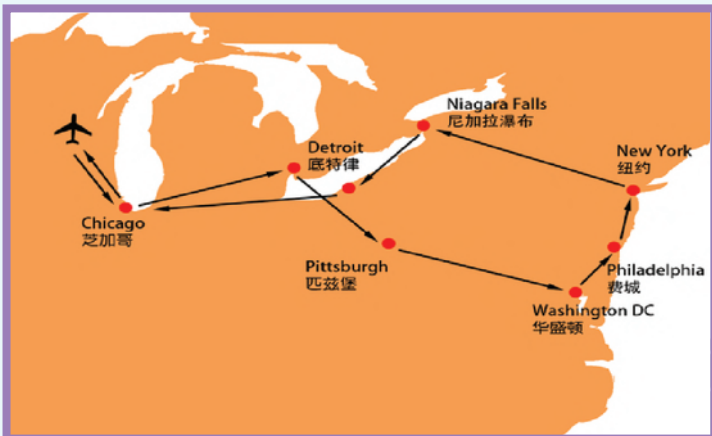 Niagara Falls
尼加拉瀑布
Detroit
底特律
New York
纽约
Chicago
芝加哥
Pittsburgh
匹兹堡
Philadelphia
费城
Washington DC
华盛顿